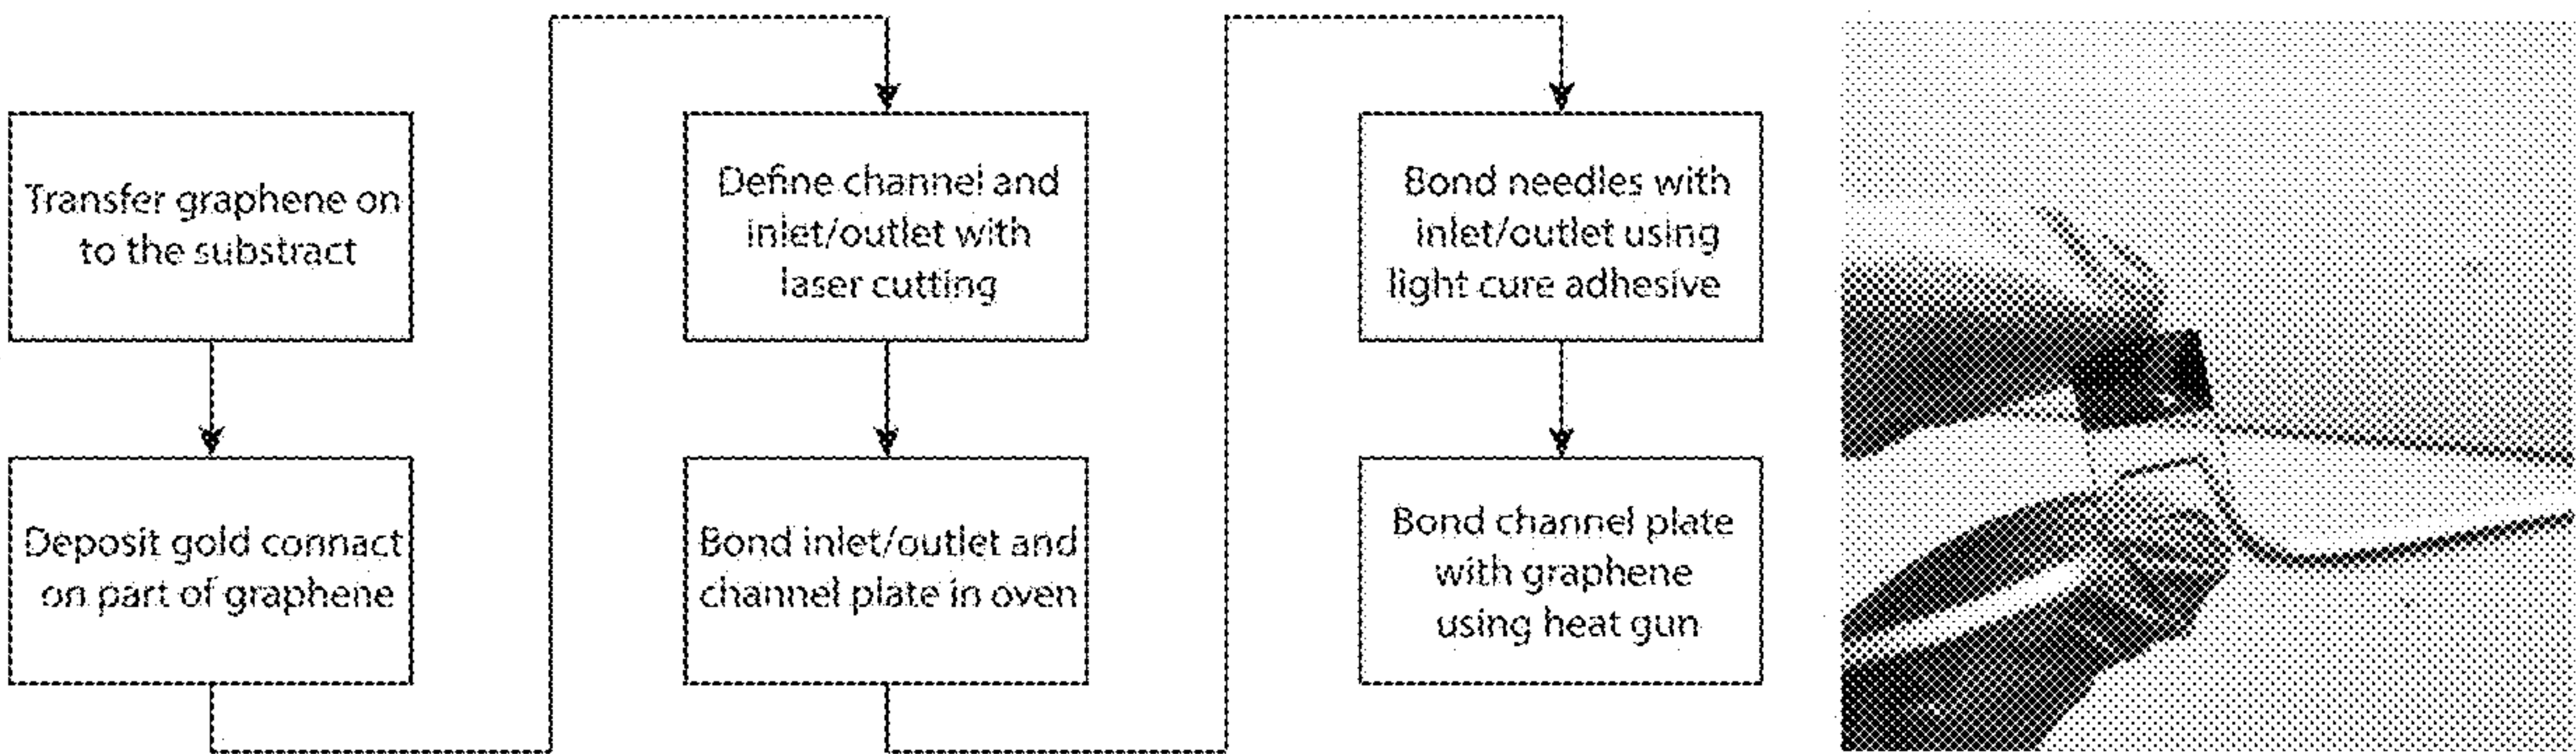 Transfer graphene on
to the substract
Deposit gold connact
on part of graphene
Define channel and
inlet/outlet with
laser cutting
Bond inlet/outlet and
channel plate in oven
Bond needles with
inlet/outlet using
light cure adhesive
Bond channel plate
with graphene
using heat gun